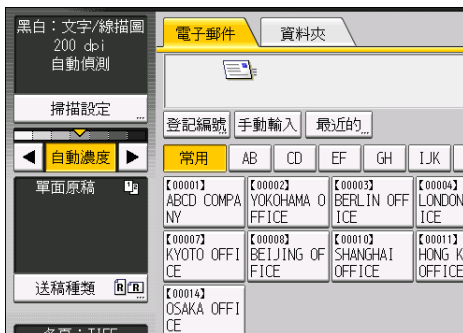 黑白：文字/線描圖
200 dpi
自動偵測
掃描設定
自動濃度
單面原稿
送稿種類
電子郵件
資料夾
登記編號
手動輸入
最近的
常用
AB
CD
EF
GH
IJK
【00001】
ABCD COMPA
NY
【00002】
YOKOHAMA O
FFICE
【00003】
BERLIN OFF
ICE
【00004】
LONDON
ICE
【00007】
KYOTO OFFI
CE
【00008】
BEIJING OF
FICE
【00010】
SHANGHAI
OFFICE
【00011】
HONG K
OFFICE
【00014】
OSAKA OFFI
CE